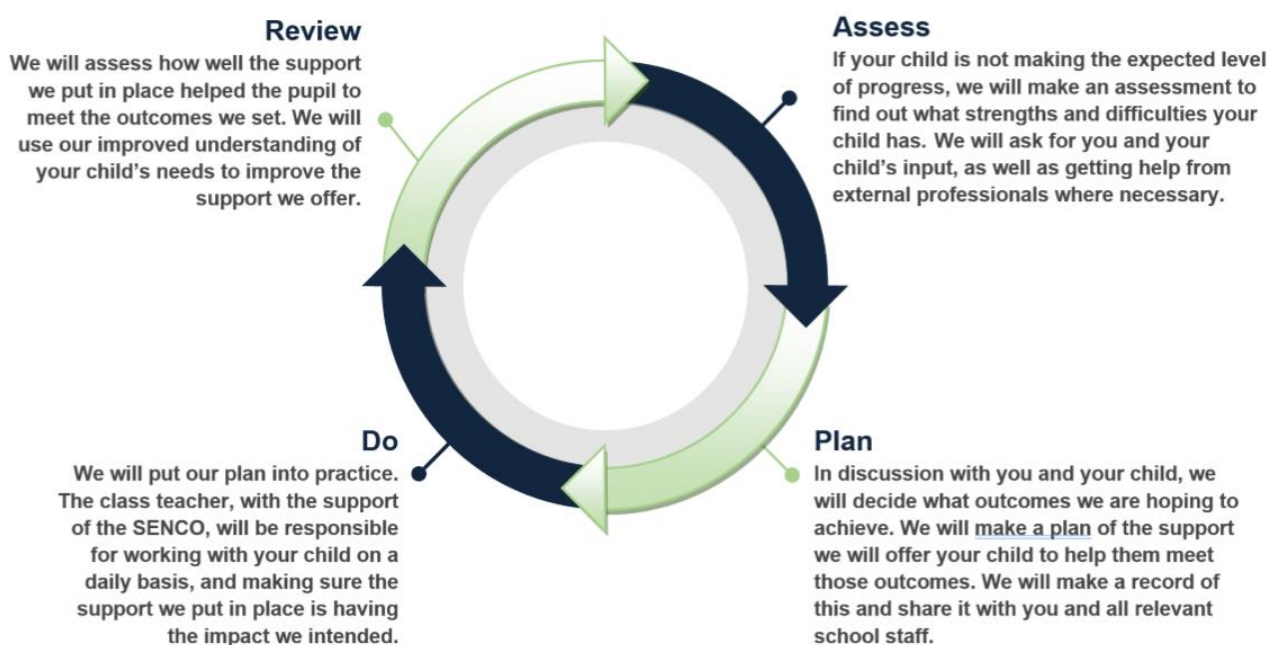 Review
We will assess how well the support
we put in place helped the pupil to
meet the outcomes we set. We will
use our improved understanding of
your child's needs to improve the
support we offer.
Assess
If your child is not making the expected level
of progress, we will make an assessment to
find out what strengths and difficulties your
child has. We will ask for you and your
child's input, as well as getting help from
external professionals where necessary.
Do
We will put our plan into practice.
The class teacher, with the support
of the SENCO, will be responsible
for working with your child on a
daily basis, and making sure the
support we put in place is having
the impact we intended.
Plan
In discussion with you and your child, we
will decide what outcomes we are hoping to
achieve. We will make a plan of the support
we will offer your child to help them meet
those outcomes. We will make a record of
this and share it with you and all relevant
school staff.